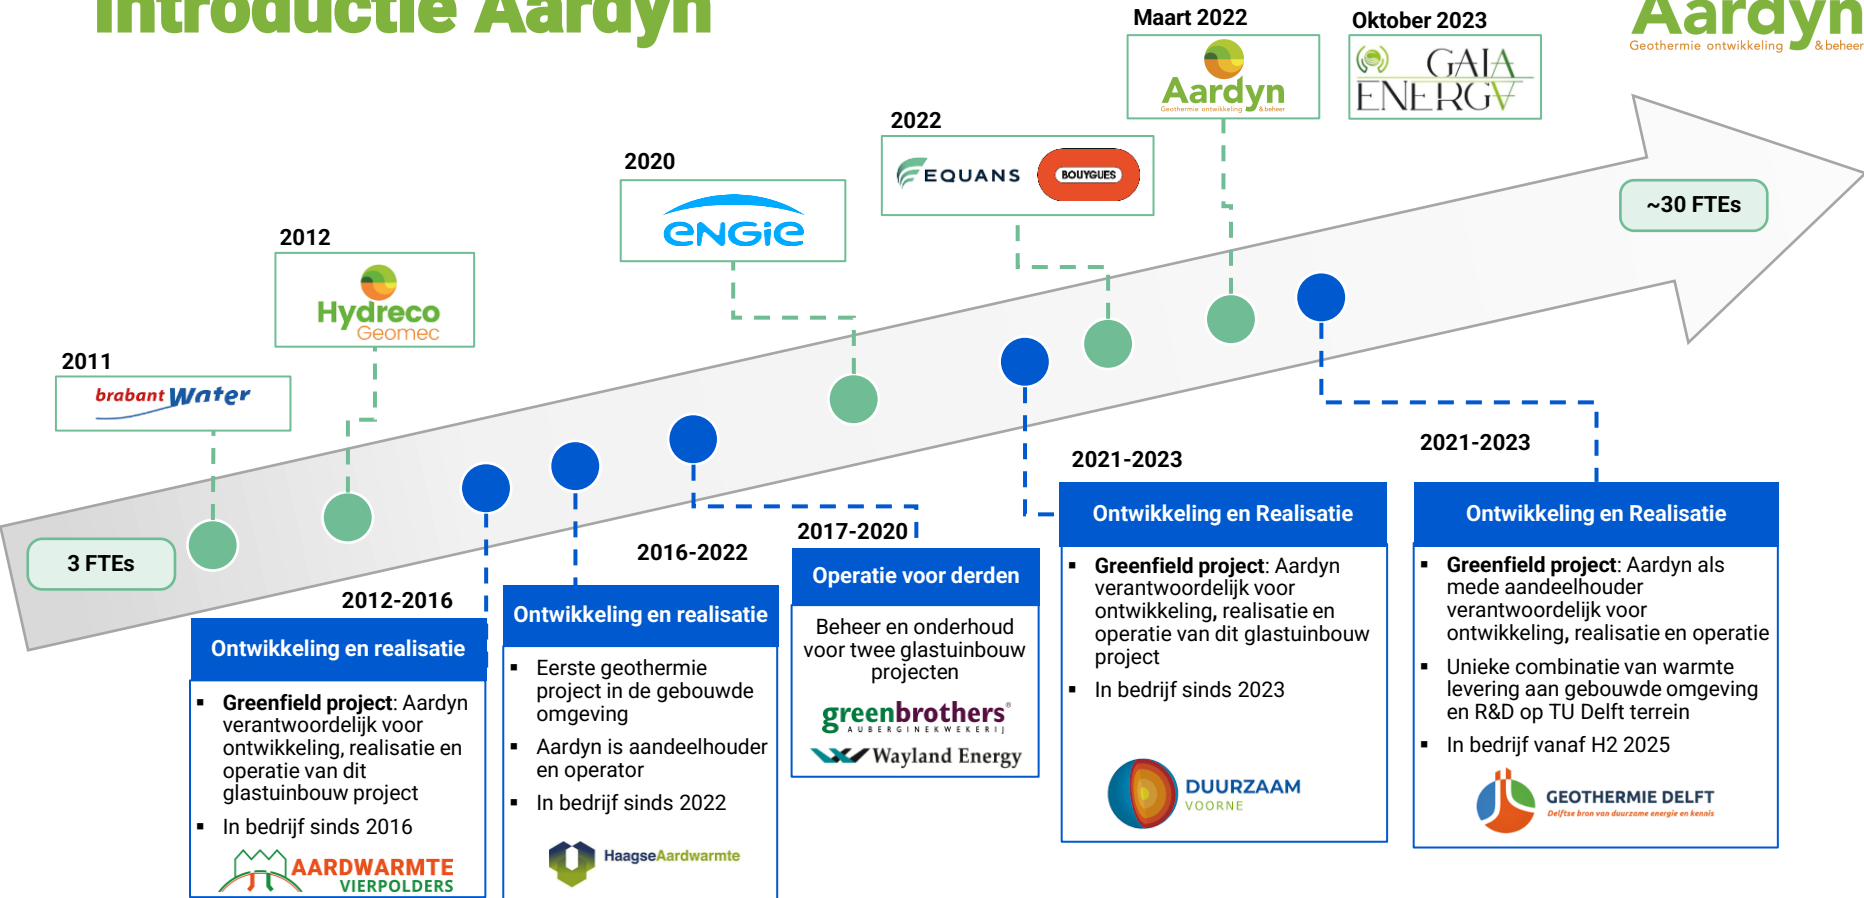 Introductie Aardyn
Aardyn
Geothermie ontwikkeling & beheer
Maart 2022
Aardyn
Geothermie ontwikkeling & beheer
Oktober 2023
GAIA
ENERGY
2022
EQUANS
BOUYGUES
2020
ENGIE
2012
Hydreco
Geomec
2011
brabant Water
3 FTEs
~30 FTEs
2012-2016
Ontwikkeling en realisatie
▪ Greenfield project: Aardyn
verantwoordelijk voor
ontwikkeling, realisatie en
operatie van dit
glastuinbouw project
▪ In bedrijf sinds 2016
AARDWARMTE
VIERPOLDERS
2016-2022
Ontwikkeling en realisatie
▪ Eerste geothermie
project in de gebouwde
omgeving
▪ Aardyn is aandeelhouder
en operator
▪ In bedrijf sinds 2022
HaagseAardwarmte
2017-2020
Operatie voor derden
Beheer en onderhoud
voor twee glastuinbouw
projecten
greenbrothers®
AUBERGINEKWEKERIJ
Wayland Energy
2021-2023
Ontwikkeling en Realisatie
▪ Greenfield project: Aardyn
verantwoordelijk voor
ontwikkeling, realisatie en
operatie van dit glastuinbouw
project
▪ In bedrijf sinds 2023
DUURZAAM
VOORNE
2021-2023
Ontwikkeling en Realisatie
▪ Greenfield project: Aardyn als
mede aandeelhouder
verantwoordelijk voor
ontwikkeling, realisatie en operatie
▪ Unieke combinatie van warmte
levering aan gebouwde omgeving
en R&D op TU Delft terrein
▪ In bedrijf vanaf H2 2025
GEOTHERMIE DELFT
Delftse bron van duurzame energie en kennis